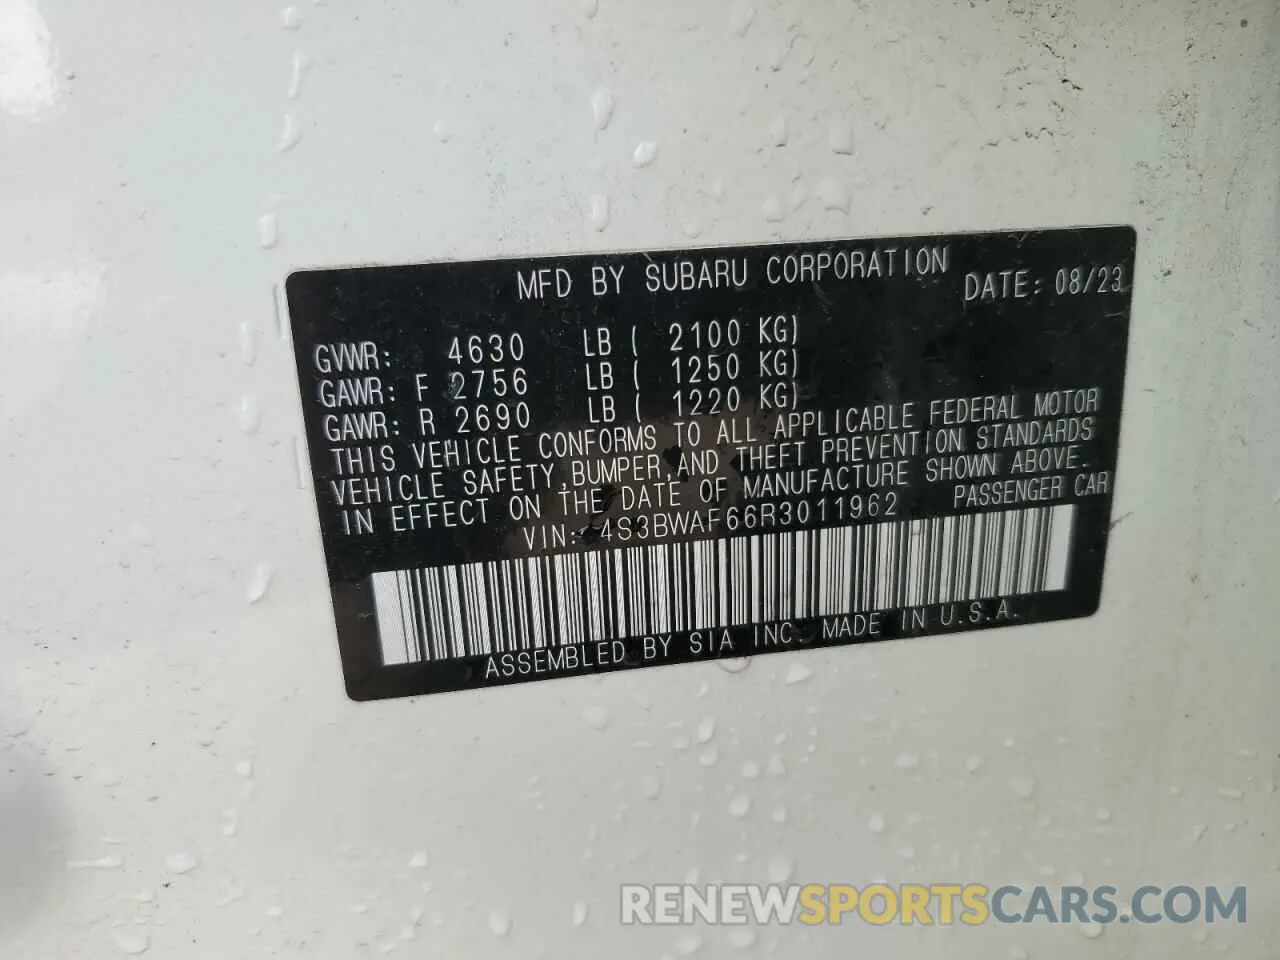 MFD BY SUBARU CORPORATION
DATE: 08/23
GVWR: 4630 LB ( 2100 KG)
GAWR: F 2756 LB ( 1250 KG)
GAWR: R 2690 LB ( 1220 KG)
THIS VEHICLE CONFORMS TO ALL APPLICABLE FEDERAL MOTOR
VEHICLE SAFETY, BUMPER, AND THEFT PREVENTION STANDARDS
IN EFFECT ON THE DATE OF MANUFACTURE SHOWN ABOVE.
VIN: 4S3BWAF66R3011962 PASSENGER CAR
ASSEMBLED BY SIA INC. MADE IN U.S.A.
RENEWSPORTSCARS.COM